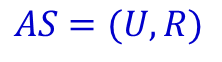 AS = (U, R)